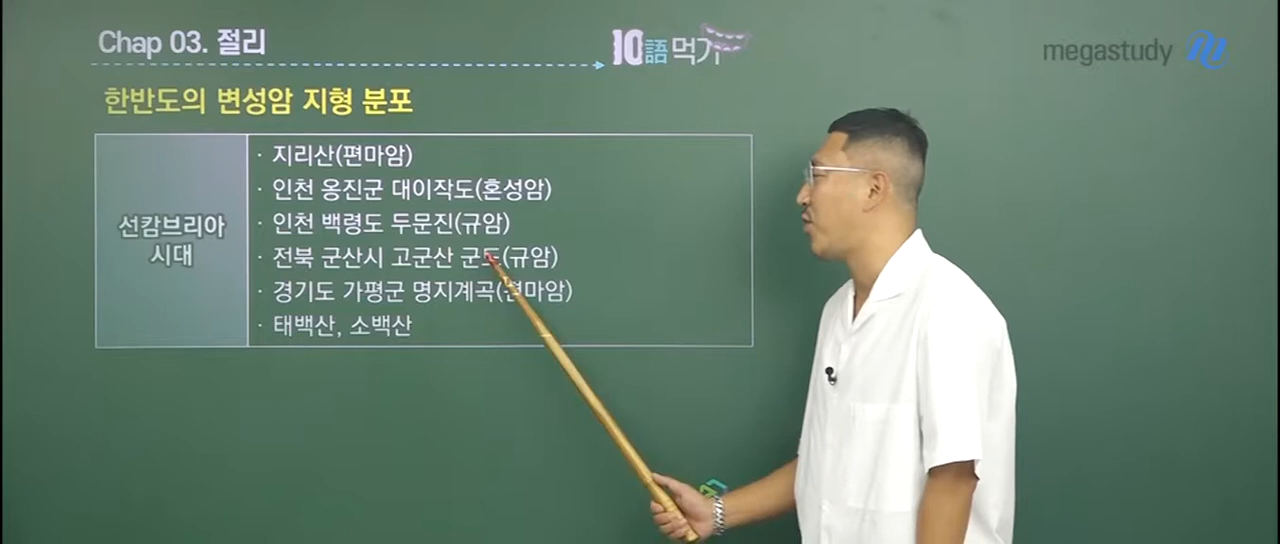 Chap 03. 절리
10語먹기
megastudy
한반도의 변성암 지형 분포
선캄브리아
시대
· 지리산(편마암)
· 인천 옹진군 대이작도(혼성암)
· 인천 백령도 두문진(규암)
· 전북 군산시 고군산 군도(규암)
· 경기도 가평군 명지계곡(편마암)
· 태백산, 소백산